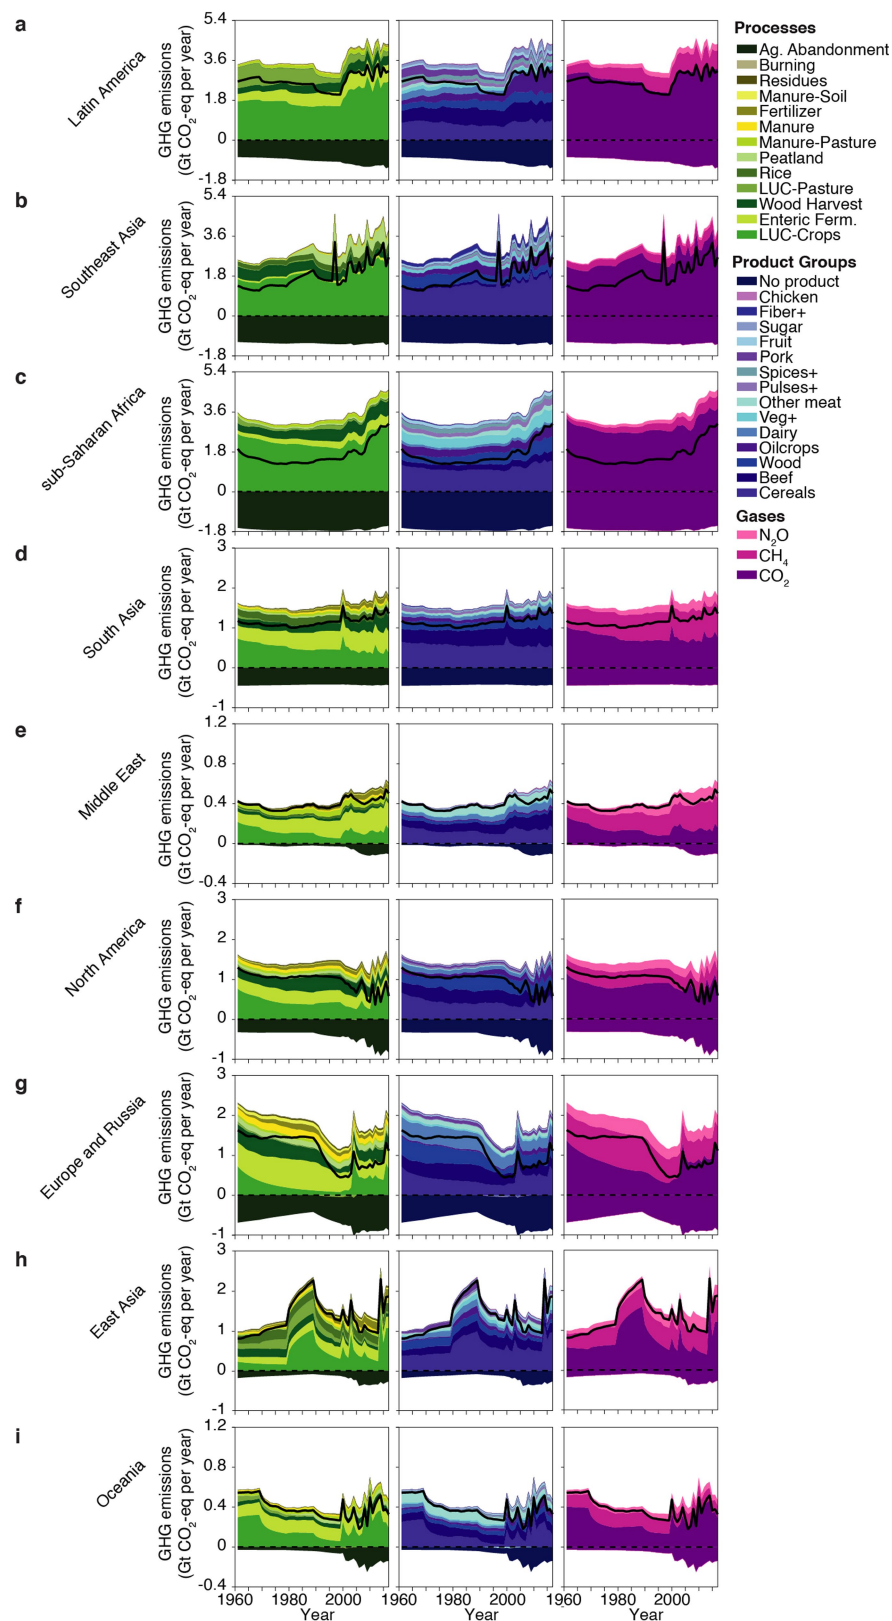 a
Latin America
GHG emissions
(Gt CO2-eq per year)
5.4
3.6
1.8
0
-1.8
b
Southeast Asia
GHG emissions
(Gt CO2-eq per year)
5.4
3.6
1.8
0
-1.8
c
sub-Saharan Africa
GHG emissions
(Gt CO2-eq per year)
5.4
3.6
1.8
0
-1.8
d
South Asia
GHG emissions
(Gt CO2-eq per year)
3
2
1
0
-1
e
Middle East
GHG emissions
(Gt CO2-eq per year)
1.2
0.8
0.4
0
-0.4
f
North America
GHG emissions
(Gt CO2-eq per year)
3
2
1
0
-1
g
Europe and Russia
GHG emissions
(Gt CO2-eq per year)
3
2
1
0
-1
h
East Asia
GHG emissions
(Gt CO2-eq per year)
3
2
1
0
-1
i
Oceania
GHG emissions
(Gt CO2-eq per year)
1.2
0.8
0.4
0
-0.4
1960 1980 2000 1960 1980 2000 1960 1980 2000
Year Year Year
Processes
Ag. Abandonment
Burning
Residues
Manure-Soil
Fertilizer
Manure
Manure-Pasture
Peatland
Rice
LUC-Pasture
Wood Harvest
Enteric Ferm.
LUC-Crops
Product Groups
No product
Chicken
Fiber+
Sugar
Fruit
Pork
Spices+
Pulses+
Other meat
Veg+
Dairy
Oilcrops
Wood
Beef
Cereals
Gases
N2O
CH4
CO2